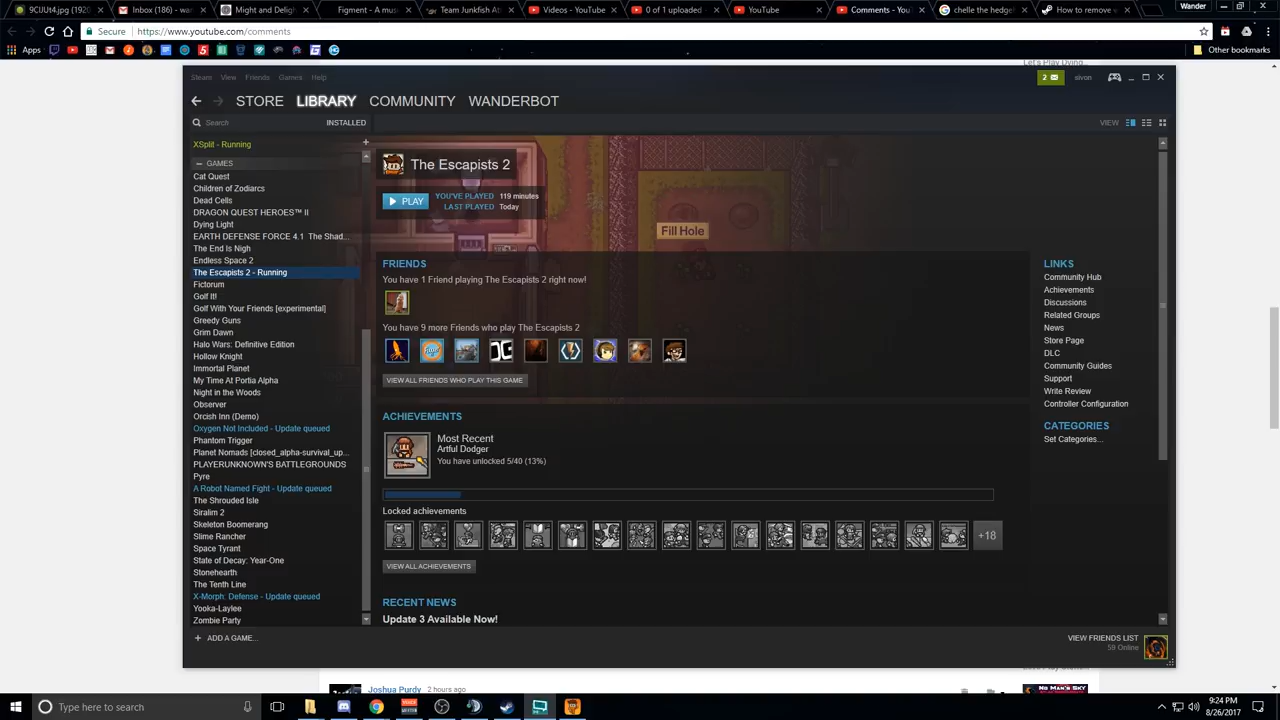 9CUUt4.jpg (1920
Inbox (186) - wan
Might and Deligh
Figment - A mus
Team Junkfish At
Videos - YouTube
0 of 1 uploaded -
YouTube
Comments - You
chelle the hedgeh
How to remove e
Wander
Secure
https://www.youtube.com/comments
Apps
Other bookmarks
Let's Play Dying...
Steam View Friends Games Help
2
sivon
STORE LIBRARY COMMUNITY WANDERBOT
Search
INSTALLED
VIEW
XSplit - Running
GAMES
Cat Quest
Children of Zodiarcs
Dead Cells
DRAGON QUEST HEROES™ II
Dying Light
EARTH DEFENSE FORCE 4.1 The Shad...
The End Is Nigh
Endless Space 2
The Escapists 2 - Running
Fictorum
Golf It!
Golf With Your Friends [experimental]
Greedy Guns
Grim Dawn
Halo Wars: Definitive Edition
Hollow Knight
Immortal Planet
My Time At Portia Alpha
Night in the Woods
Observer
Orcish Inn (Demo)
Oxygen Not Included - Update queued
Phantom Trigger
Planet Nomads [closed_alpha-survival_up...
PLAYERUNKNOWN'S BATTLEGROUNDS
Pyre
A Robot Named Fight - Update queued
The Shrouded Isle
Siralim 2
Skeleton Boomerang
Slime Rancher
Space Tyrant
State of Decay: Year-One
Stonehearth
The Tenth Line
X-Morph: Defense - Update queued
Yooka-Laylee
Zombie Party
ADD A GAME...
The Escapists 2
PLAY
YOU'VE PLAYED 119 minutes
LAST PLAYED Today
Fill Hole
FRIENDS
You have 1 Friend playing The Escapists 2 right now!
You have 9 more Friends who play The Escapists 2
VIEW ALL FRIENDS WHO PLAY THIS GAME
ACHIEVEMENTS
Most Recent
Artful Dodger
You have unlocked 5/40 (13%)
Locked achievements
+18
VIEW ALL ACHIEVEMENTS
RECENT NEWS
Update 3 Available Now!
LINKS
Community Hub
Achievements
Discussions
Related Groups
News
Store Page
DLC
Community Guides
Support
Write Review
Controller Configuration
CATEGORIES
Set Categories...
VIEW FRIENDS LIST
59 Online
Joshua Purdy 2 hours ago
NO MAN'S SKY
Type here to search
9:24 PM
8/26/2017